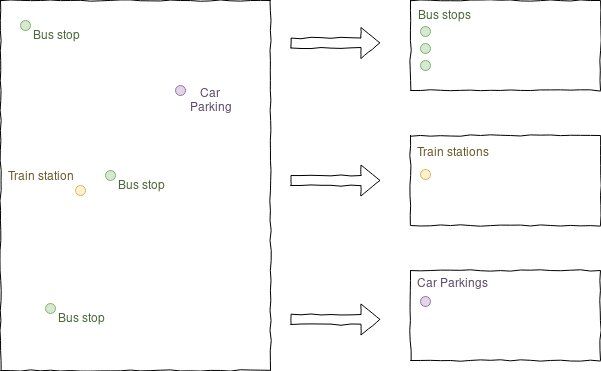 Bus stop
Car
Parking
Train station
Bus stop
Bus stop
Bus stops
Train stations
Car Parkings